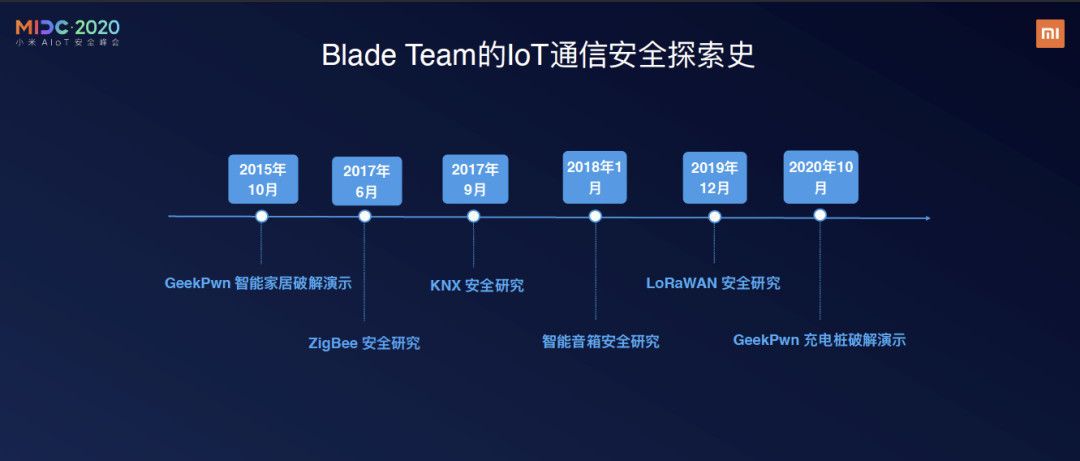 MIDC·2020
小米 AIoT 安全峰会
MI
Blade Team的IoT通信安全探索史
2015年
10月
2017年
6月
2017年
9月
2018年1
月
2019年
12月
2020年10
月
GeekPwn 智能家居破解演示
ZigBee 安全研究
KNX 安全研究
智能音箱安全研究
LoRaWAN 安全研究
GeekPwn 充电桩破解演示